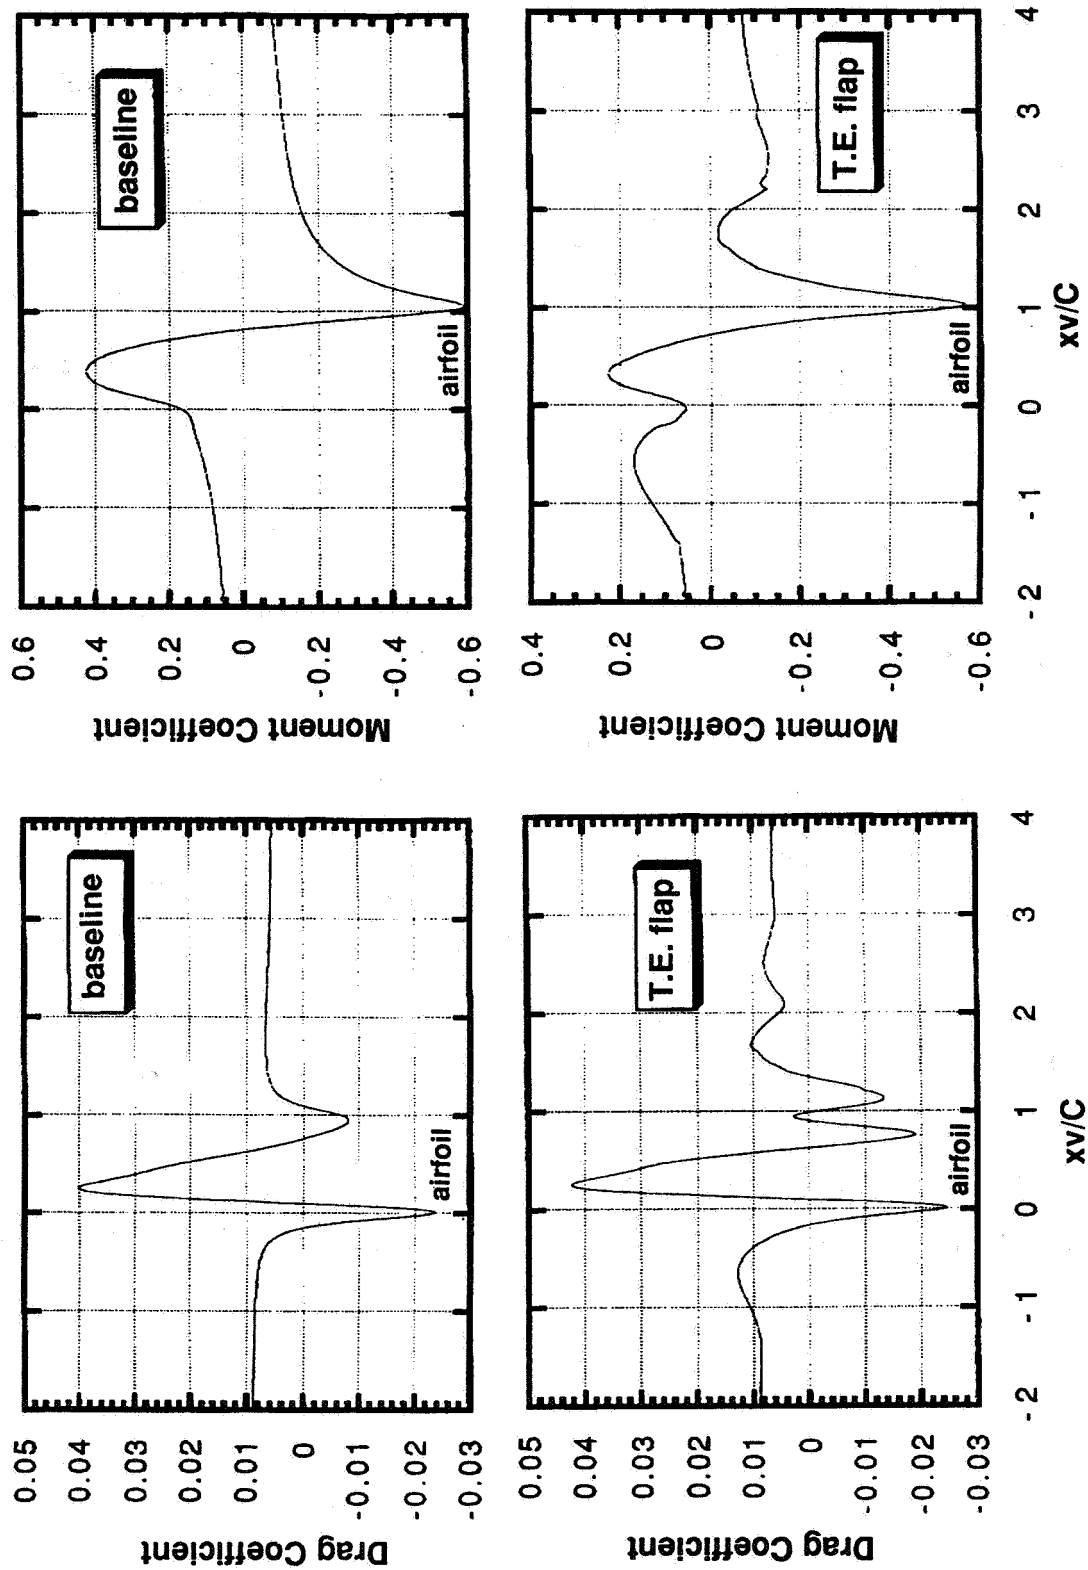 Drag Coefficient
0.05
0.04
0.03
0.02
0.01
0
-0.01
-0.02
-0.03
baseline
airfoil
Moment Coefficient
0.6
0.4
0.2
0
-0.2
-0.4
-0.6
baseline
airfoil
Drag Coefficient
0.05
0.04
0.03
0.02
0.01
0
-0.01
-0.02
-0.03
T.E. flap
airfoil
-2 -1 0 1 2 3 4
xv/C
Moment Coefficient
0.4
0.2
0
-0.2
-0.4
-0.6
T.E. flap
airfoil
-2 -1 0 1 2 3 4
xv/C